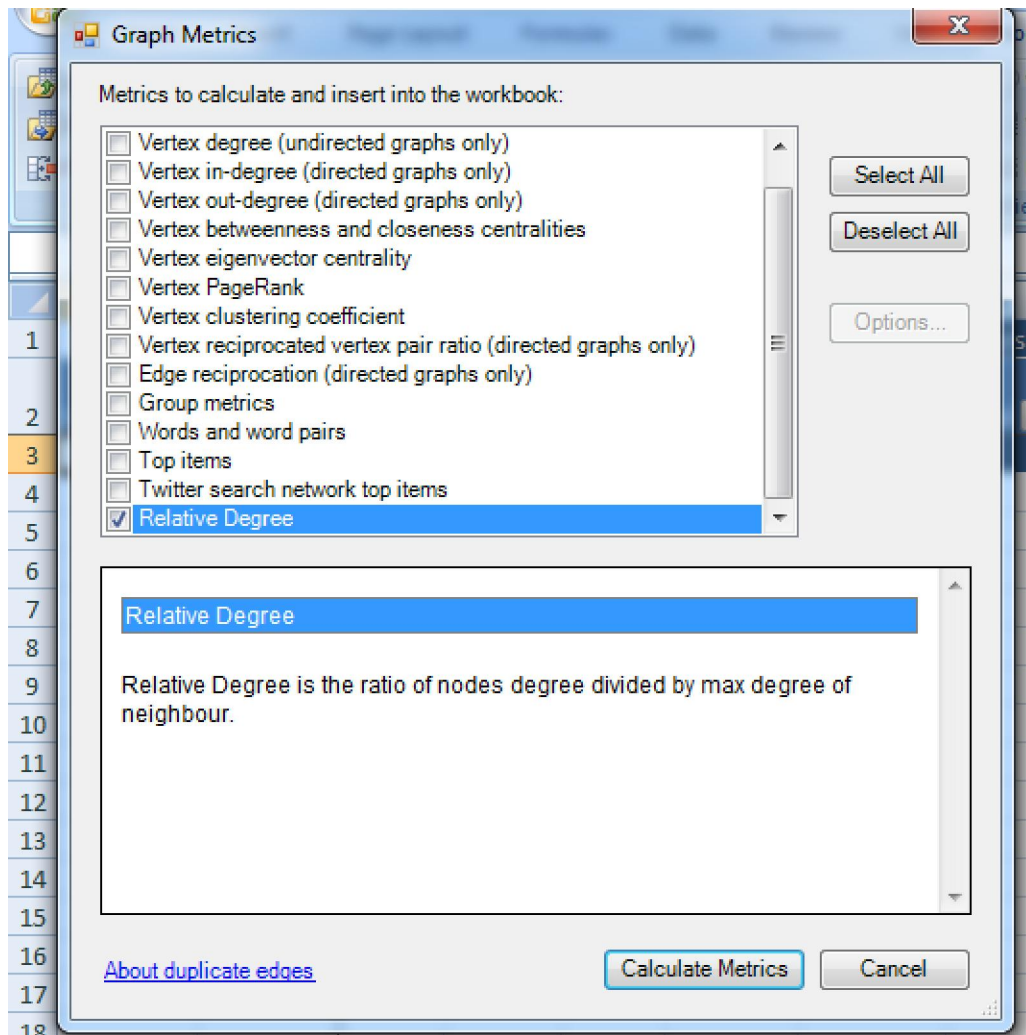 Graph Metrics
Metrics to calculate and insert into the workbook:
Vertex degree (undirected graphs only)
Vertex in-degree (directed graphs only)
Vertex out-degree (directed graphs only)
Vertex betweenness and closeness centralities
Vertex eigenvector centrality
Vertex PageRank
Vertex clustering coefficient
Vertex reciprocated vertex pair ratio (directed graphs only)
Edge reciprocation (directed graphs only)
Group metrics
Words and word pairs
Top items
Twitter search network top items
Relative Degree
Select All
Deselect All
Options...
Relative Degree
Relative Degree is the ratio of nodes degree divided by max degree of
neighbour.
About duplicate edges
Calculate Metrics
Cancel
1
2
3
4
5
6
7
8
9
10
11
12
13
14
15
16
17
18